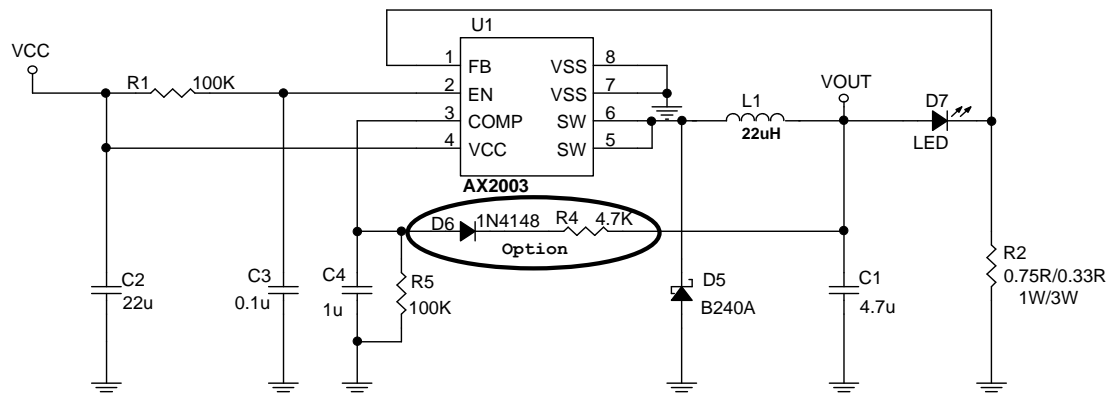 U1
VCC
R1 100K
1 FB VSS 8
2 EN VSS 7
3 COMP SW 6
4 VCC SW 5
AX2003
L1
22uH
VOUT
D7
LED
D6 1N4148 R4 4.7K
Option
C2
22u
C3
0.1u
C4
1u
R5
100K
D5
B240A
C1
4.7u
R2
0.75R/0.33R
1W/3W